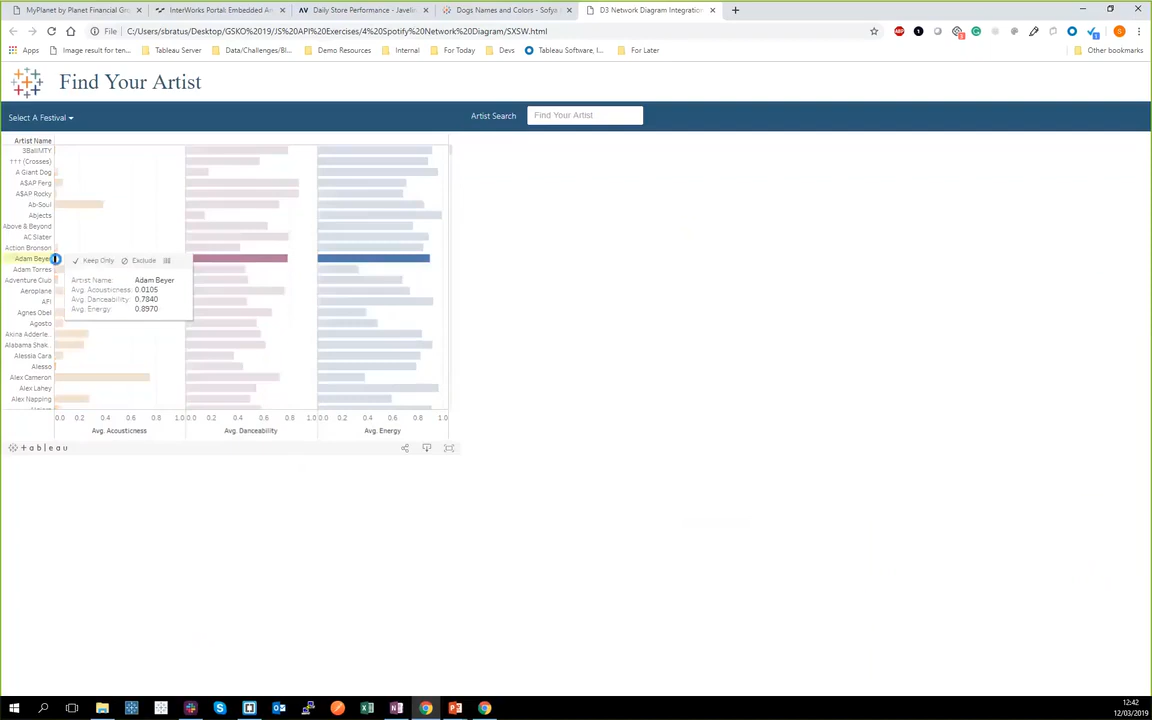 MyPlanet by Planet Financial Gro
InterWorks Portal: Embedded An
Daily Store Performance - Javelin
Dogs Names and Colors - Sofya
D3 Network Diagram Integration
File
C:/Users/sbratus/Desktop/GSKO%202019/JS%20API%20Exercises/4%20Spotify%20Network%20Diagram/SXSW.html
Apps
Image result for ten...
Tableau Server
Data/Challenges/Bl...
Demo Resources
Internal
For Today
Devs
Tableau Software, I...
For Later
Other bookmarks
Find Your Artist
Select A Festival
Artist Search
Find Your Artist
Artist Name
3BallMTY
††† (Crosses)
A Giant Dog
A$AP Ferg
A$AP Rocky
Ab-Soul
Abjects
Above & Beyond
AC Slater
Action Bronson
Adam Beyer
Keep Only
Exclude
Adam Torres
Adventure Club
Artist Name: Adam Beyer
Avg. Acousticness: 0.0105
Avg. Danceability: 0.7840
Avg. Energy: 0.8970
Aeroplane
AFI
Agnes Obel
Agosto
Akina Adderle..
Alabama Shak..
Alessia Cara
Alesso
Alex Cameron
Alex Lahey
Alex Napping
0.0 0.2 0.4 0.6 0.8 1.0
0.0 0.2 0.4 0.6 0.8 1.0
0.0 0.2 0.4 0.6 0.8 1.0
Avg. Acousticness
Avg. Danceability
Avg. Energy
+ a b l e a u
12:42
12/03/2019